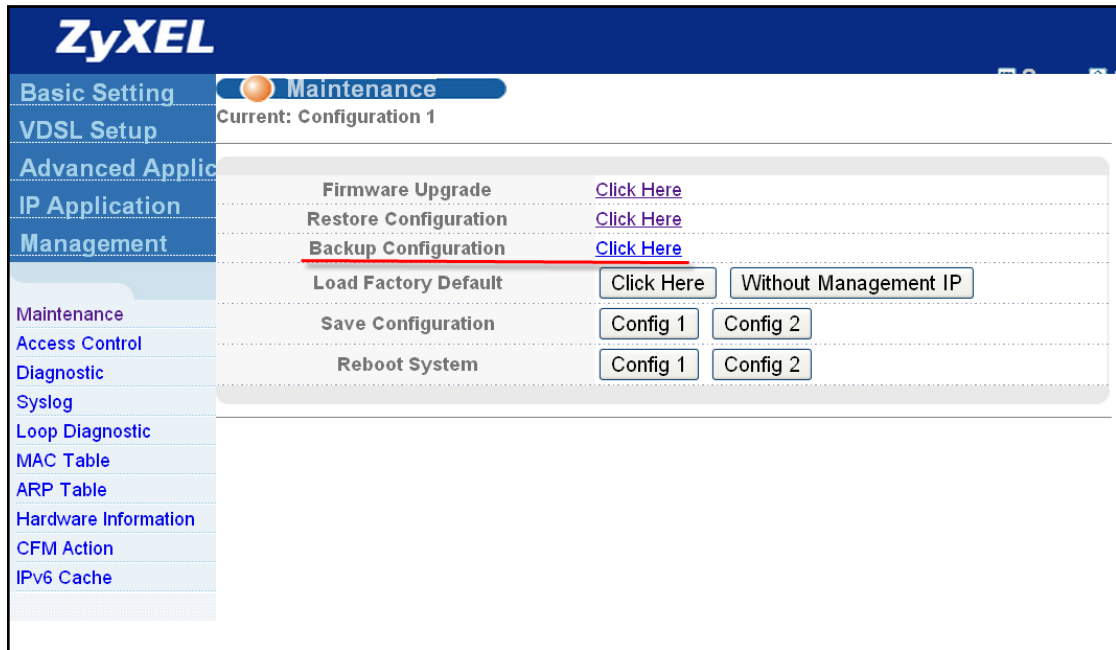 ZyXEL
Basic Setting
VDSL Setup
Advanced Applic
IP Application
Management
Maintenance
Access Control
Diagnostic
Syslog
Loop Diagnostic
MAC Table
ARP Table
Hardware Information
CFM Action
IPv6 Cache
Maintenance
Current: Configuration 1
Firmware Upgrade Click Here
Restore Configuration Click Here
Backup Configuration Click Here
Load Factory Default Click Here Without Management IP
Save Configuration Config 1 Config 2
Reboot System Config 1 Config 2